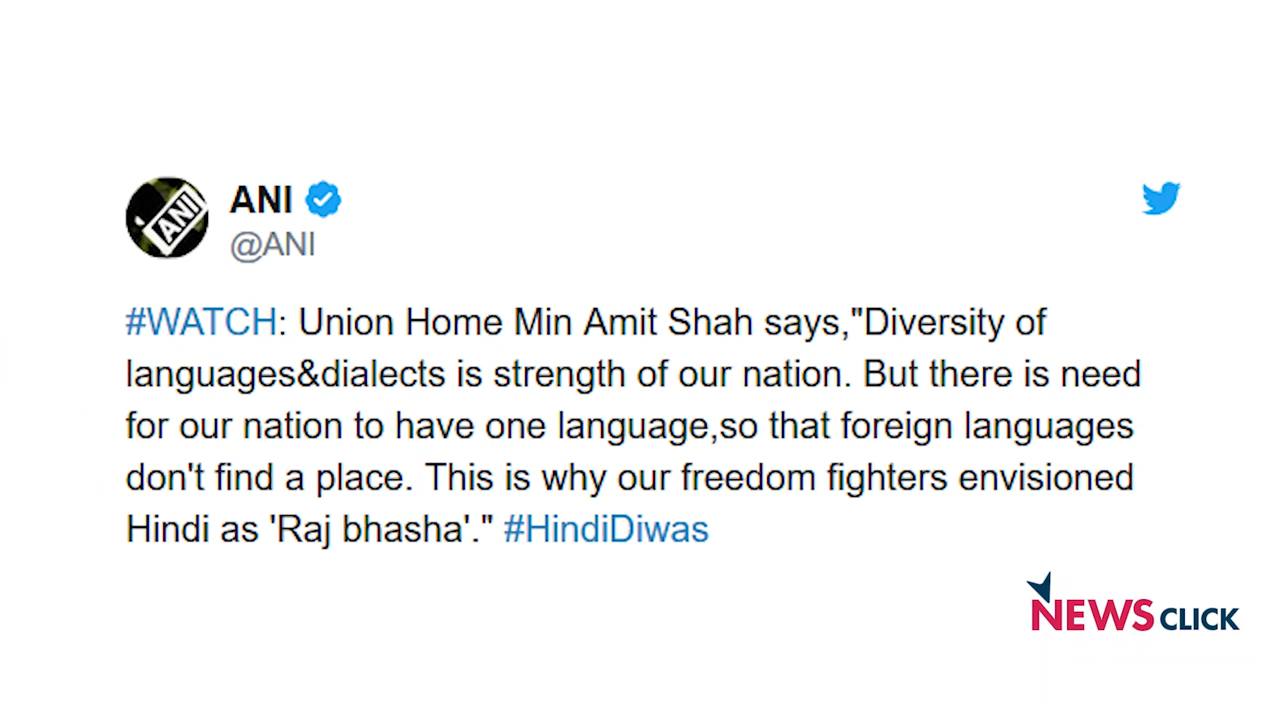 ANI
ANI
@ANI
#WATCH: Union Home Min Amit Shah says,"Diversity of
languages&dialects is strength of our nation. But there is need
for our nation to have one language,so that foreign languages
don't find a place. This is why our freedom fighters envisioned
Hindi as 'Raj bhasha'." #HindiDiwas
NEWSCLICK